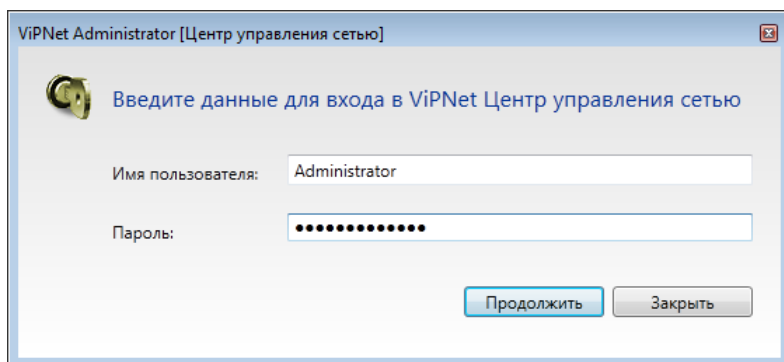 ViPNet Administrator [Центр управления сетью]
Введите данные для входа в ViPNet Центр управления сетью
Имя пользователя: Administrator
Пароль: •••••••••••••
Продолжить Закрыть